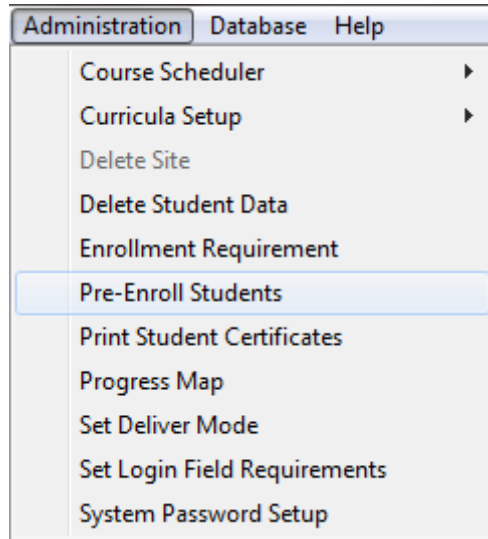 Administration Database Help
Course Scheduler
Curricula Setup
Delete Site
Delete Student Data
Enrollment Requirement
Pre-Enroll Students
Print Student Certificates
Progress Map
Set Deliver Mode
Set Login Field Requirements
System Password Setup